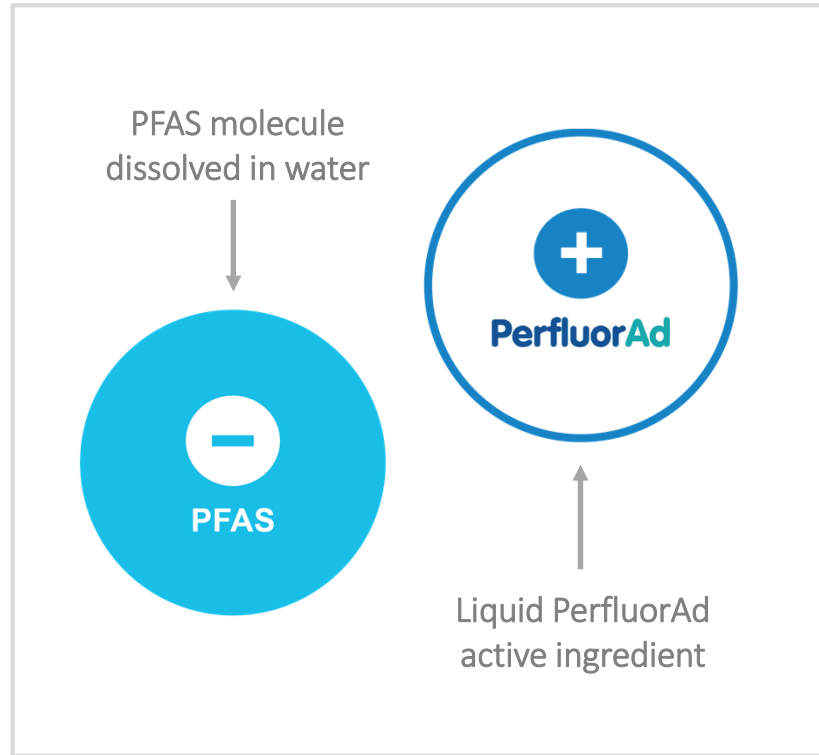 PFAS molecule
dissolved in water
PerfluorAd
PFAS
Liquid PerfluorAd
active ingredient